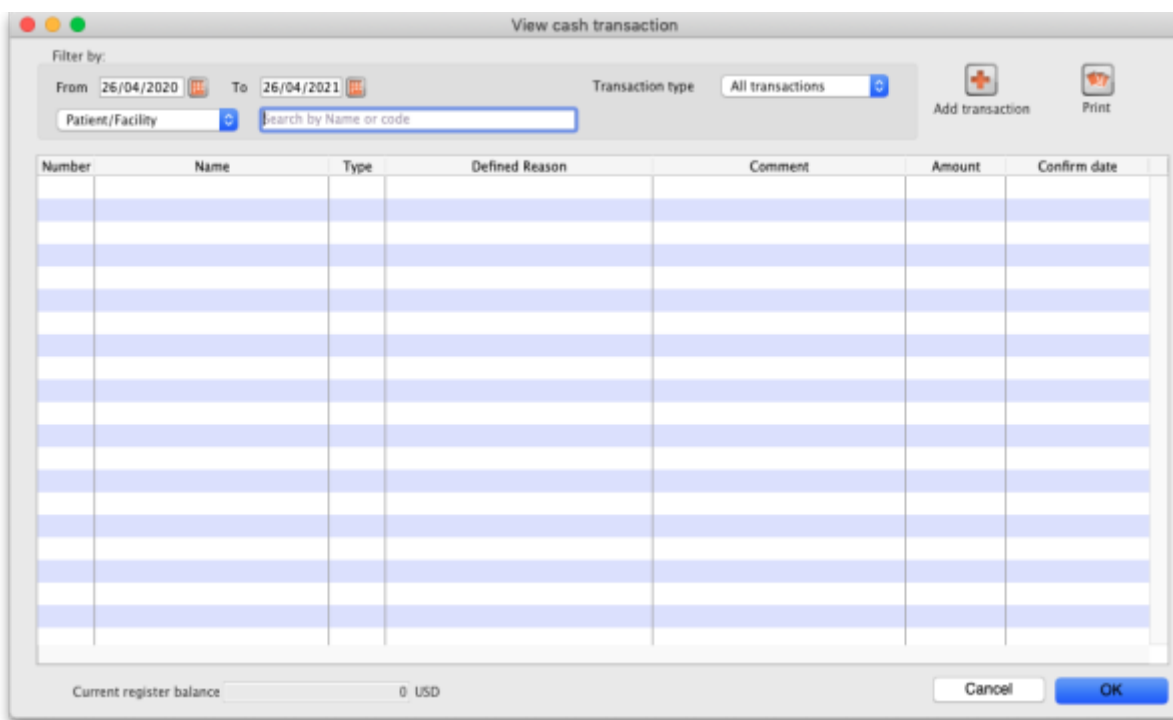 View cash transaction
Filter by:
From 26/04/2020 To 26/04/2021 Transaction type All transactions
Add transaction Print
Patient/Facility Search by Name or code
Number Name Type Defined Reason Comment Amount Confirm date
Current register balance 0 USD Cancel OK